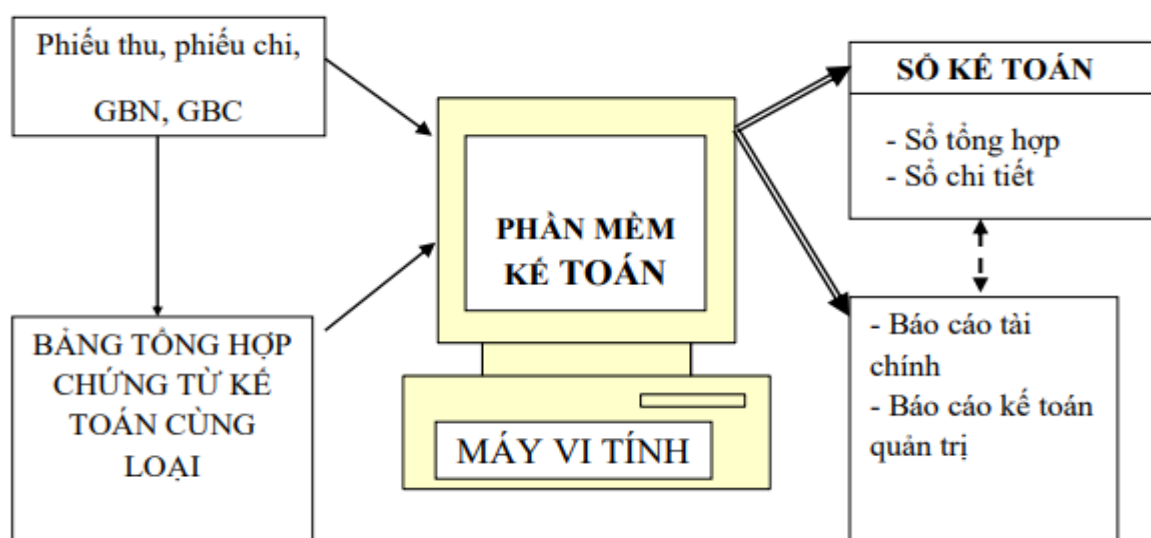 Phiếu thu, phiếu chi,
GBN, GBC
BẢNG TỔNG HỢP
CHỨNG TỪ KẾ
TOÁN CÙNG
LOẠI
PHẦN MỀM
KẾ TOÁN
MÁY VI TÍNH
SỔ KẾ TOÁN
- Sổ tổng hợp
- Sổ chi tiết
- Báo cáo tài
chính
- Báo cáo kế toán
quản trị